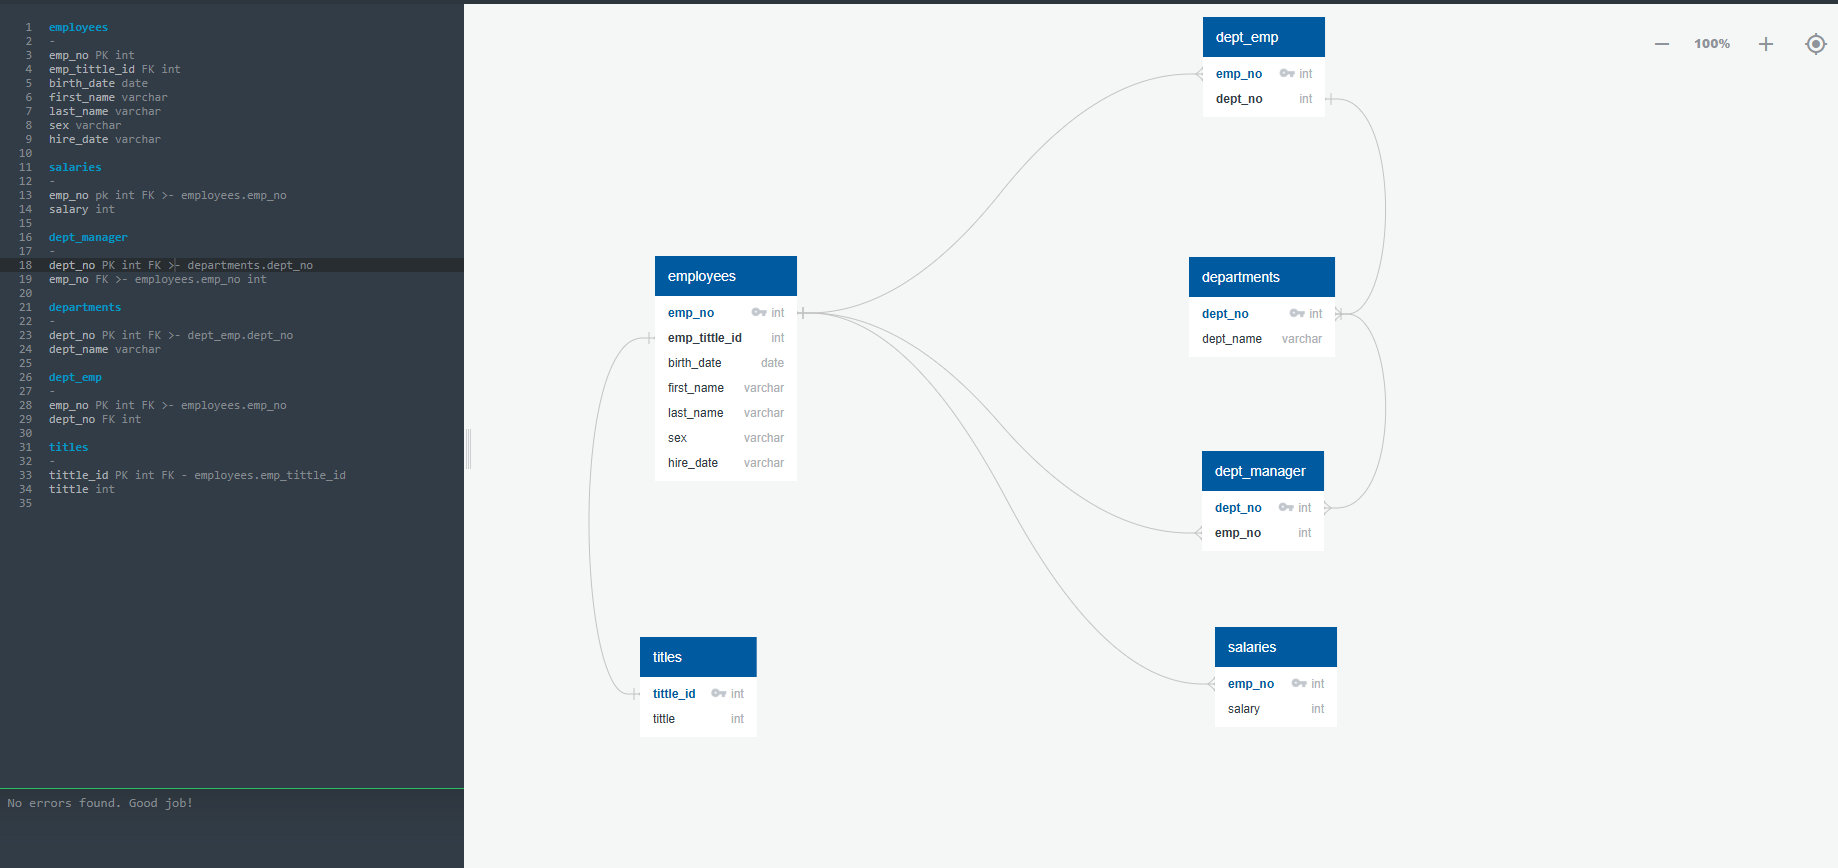 1 employees
2 -
3 emp_no PK int
4 emp_tittle_id FK int
5 birth_date date
6 first_name varchar
7 last_name varchar
8 sex varchar
9 hire_date varchar
10
11 salaries
12 -
13 emp_no pk int FK >- employees.emp_no
14 salary int
15
16 dept_manager
17 -
18 dept_no PK int FK >- departments.dept_no
19 emp_no FK >- employees.emp_no int
20
21 departments
22 -
23 dept_no PK int FK >- dept_emp.dept_no
24 dept_name varchar
25
26 dept_emp
27 -
28 emp_no PK int FK >- employees.emp_no
29 dept_no FK int
30
31 titles
32 -
33 tittle_id PK int FK - employees.emp_tittle_id
34 tittle int
35
No errors found. Good job!
100%
dept_emp
emp_no int
dept_no int
employees
emp_no int
emp_tittle_id int
birth_date date
first_name varchar
last_name varchar
sex varchar
hire_date varchar
departments
dept_no int
dept_name varchar
dept_manager
dept_no int
emp_no int
titles
tittle_id int
tittle int
salaries
emp_no int
salary int